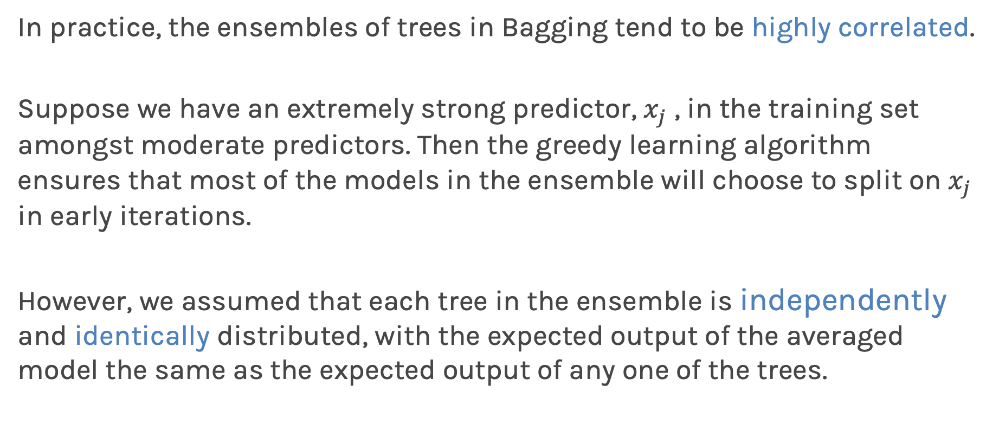 In practice, the ensembles of trees in Bagging tend to be highly correlated.
Suppose we have an extremely strong predictor, xⱼ , in the training set
amongst moderate predictors. Then the greedy learning algorithm
ensures that most of the models in the ensemble will choose to split on xⱼ
in early iterations.
However, we assumed that each tree in the ensemble is independently
and identically distributed, with the expected output of the averaged
model the same as the expected output of any one of the trees.